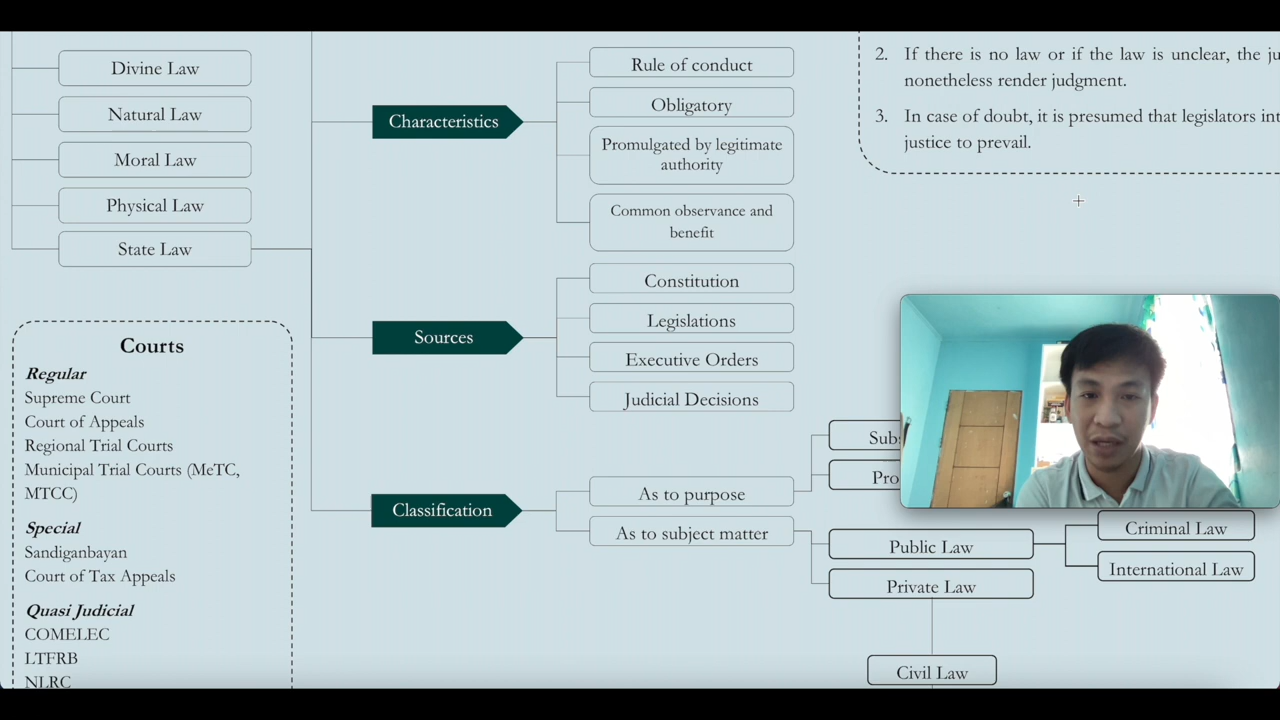 Divine Law
Natural Law
Moral Law
Physical Law
State Law
Courts
Regular
Supreme Court
Court of Appeals
Regional Trial Courts
Municipal Trial Courts (MeTC,
MTCC)
Special
Sandiganbayan
Court of Tax Appeals
Quasi Judicial
COMELEC
LTFRB
NLRC
Characteristics
Rule of conduct
Obligatory
Promulgated by legitimate
authority
Common observance and
benefit
Sources
Constitution
Legislations
Executive Orders
Judicial Decisions
Classification
As to purpose
As to subject matter
Public Law
Private Law
Criminal Law
International Law
Civil Law
2. If there is no law or if the law is unclear, the
nonetheless render judgment.
3. In case of doubt, it is presumed that legislators
justice to prevail.